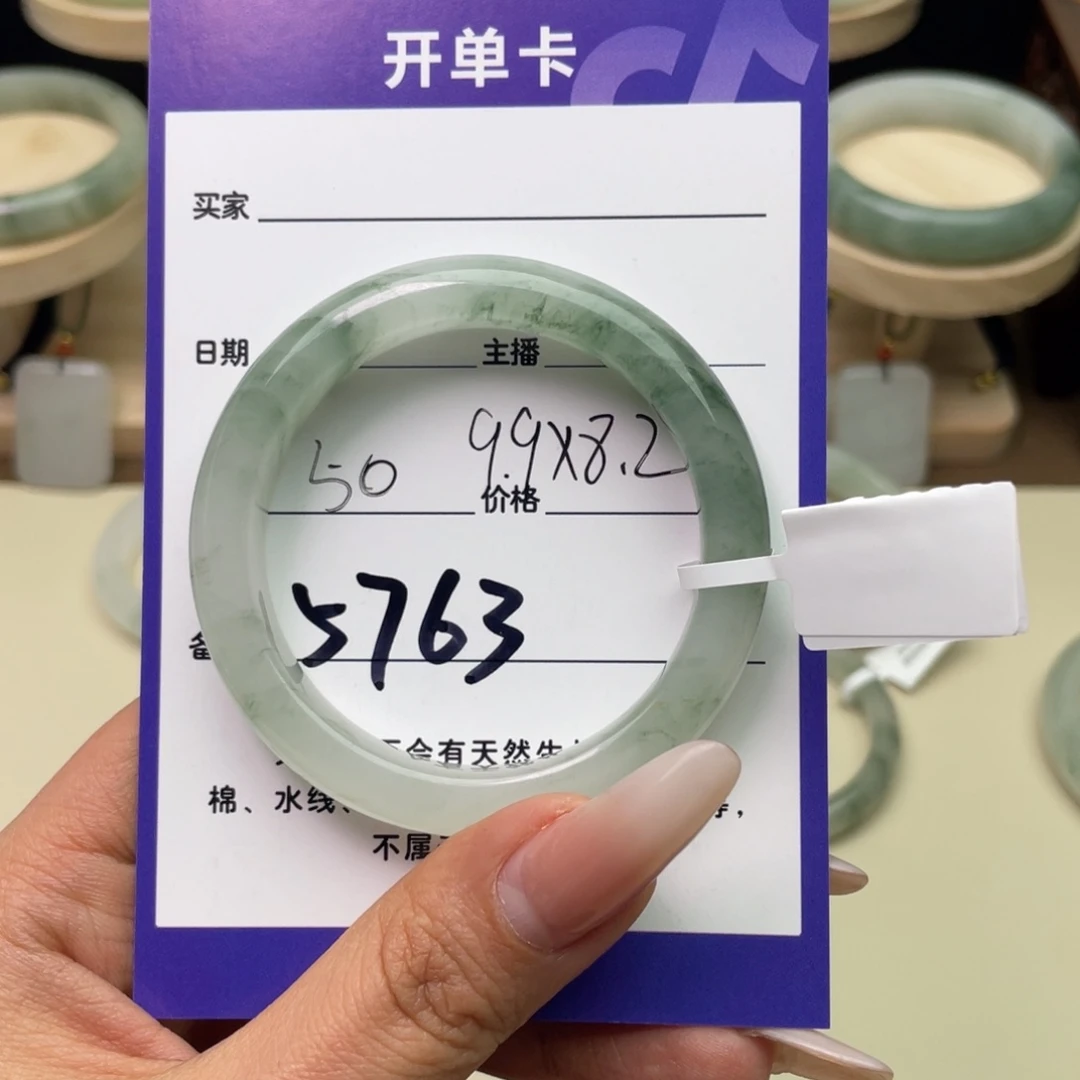 开单卡
买家
日期 主播
50 9.9X8.2
价格
5763
会有天然生
棉、水线、
不属